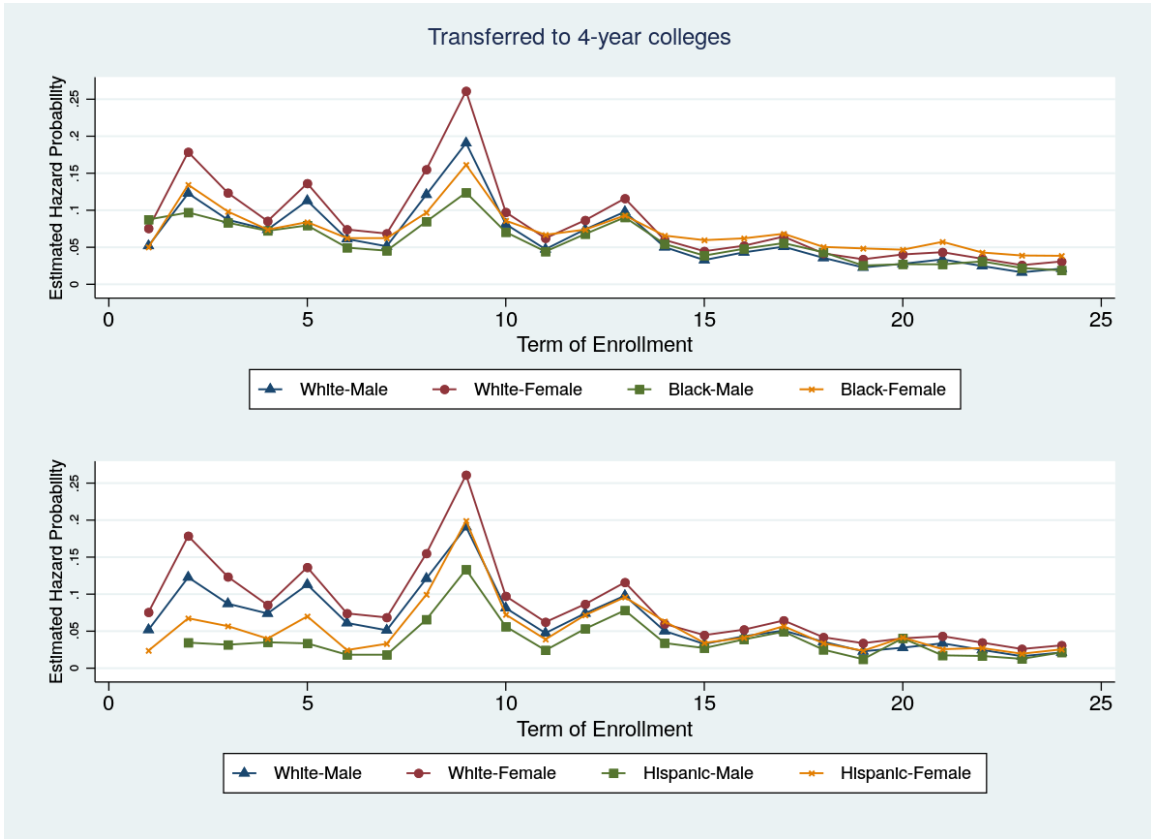 Transferred to 4-year colleges
Estimated Hazard Probability
.25
.2
.15
.1
.05
0
0 5 10 15 20 25
Term of Enrollment
White-Male White-Female Black-Male Black-Female
Estimated Hazard Probability
.25
.2
.15
.1
.05
0
0 5 10 15 20 25
Term of Enrollment
White-Male White-Female Hispanic-Male Hispanic-Female